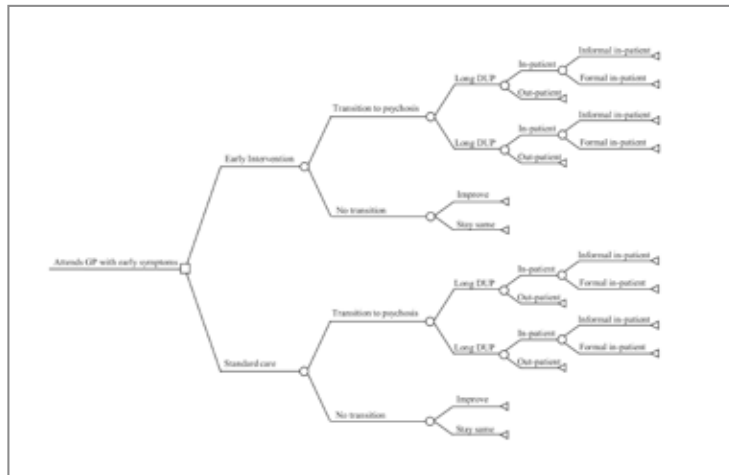 Informal in-patient
In-patient
Long DUP
Formal in-patient
Out-patient
Transition to psychosis
Informal in-patient
In-patient
Long DUP
Formal in-patient
Out-patient
Early Intervention
Improve
No transition
Stay same
Attends GP with early symptoms
Informal in-patient
In-patient
Long DUP
Formal in-patient
Out-patient
Transition to psychosis
Informal in-patient
In-patient
Long DUP
Formal in-patient
Out-patient
Standard care
Improve
No transition
Stay same